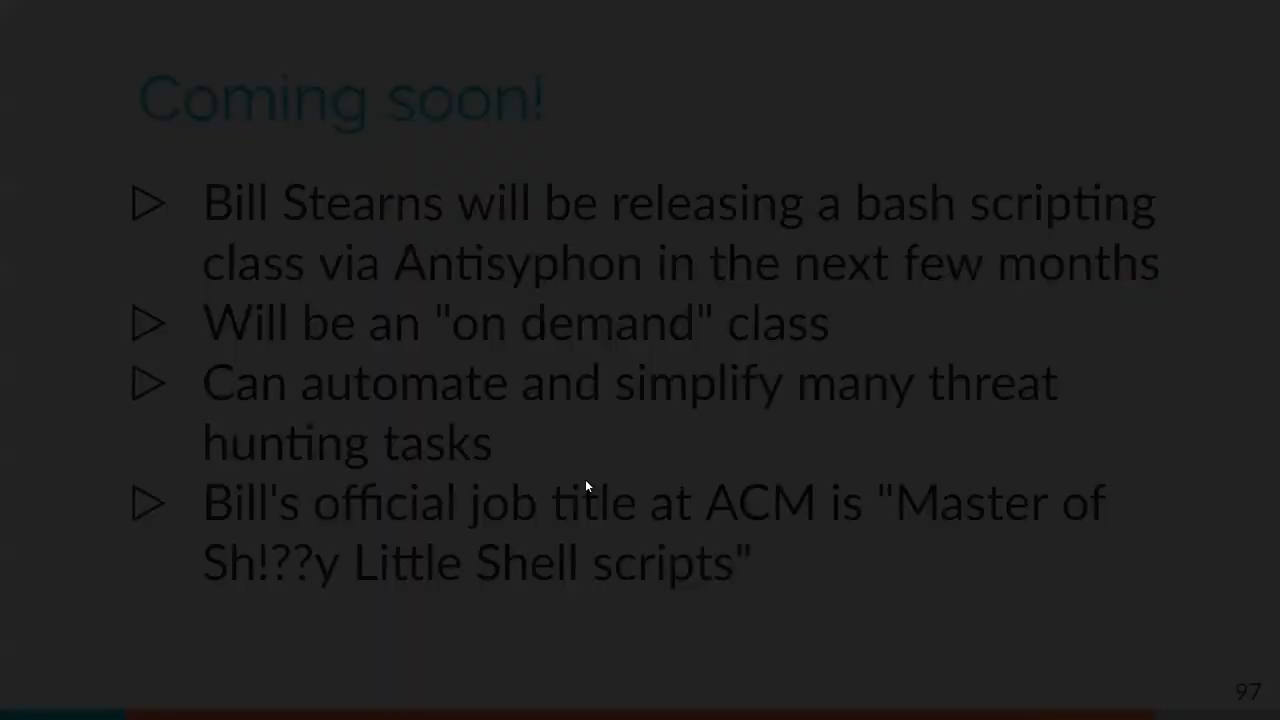 Coming soon!
Bill Stearns will be releasing a bash scripting
class via Antisyphon in the next few months
Will be an "on demand" class
Can automate and simplify many threat
hunting tasks
Bill's official job title at ACM is "Master of
Sh!??y Little Shell scripts"
97